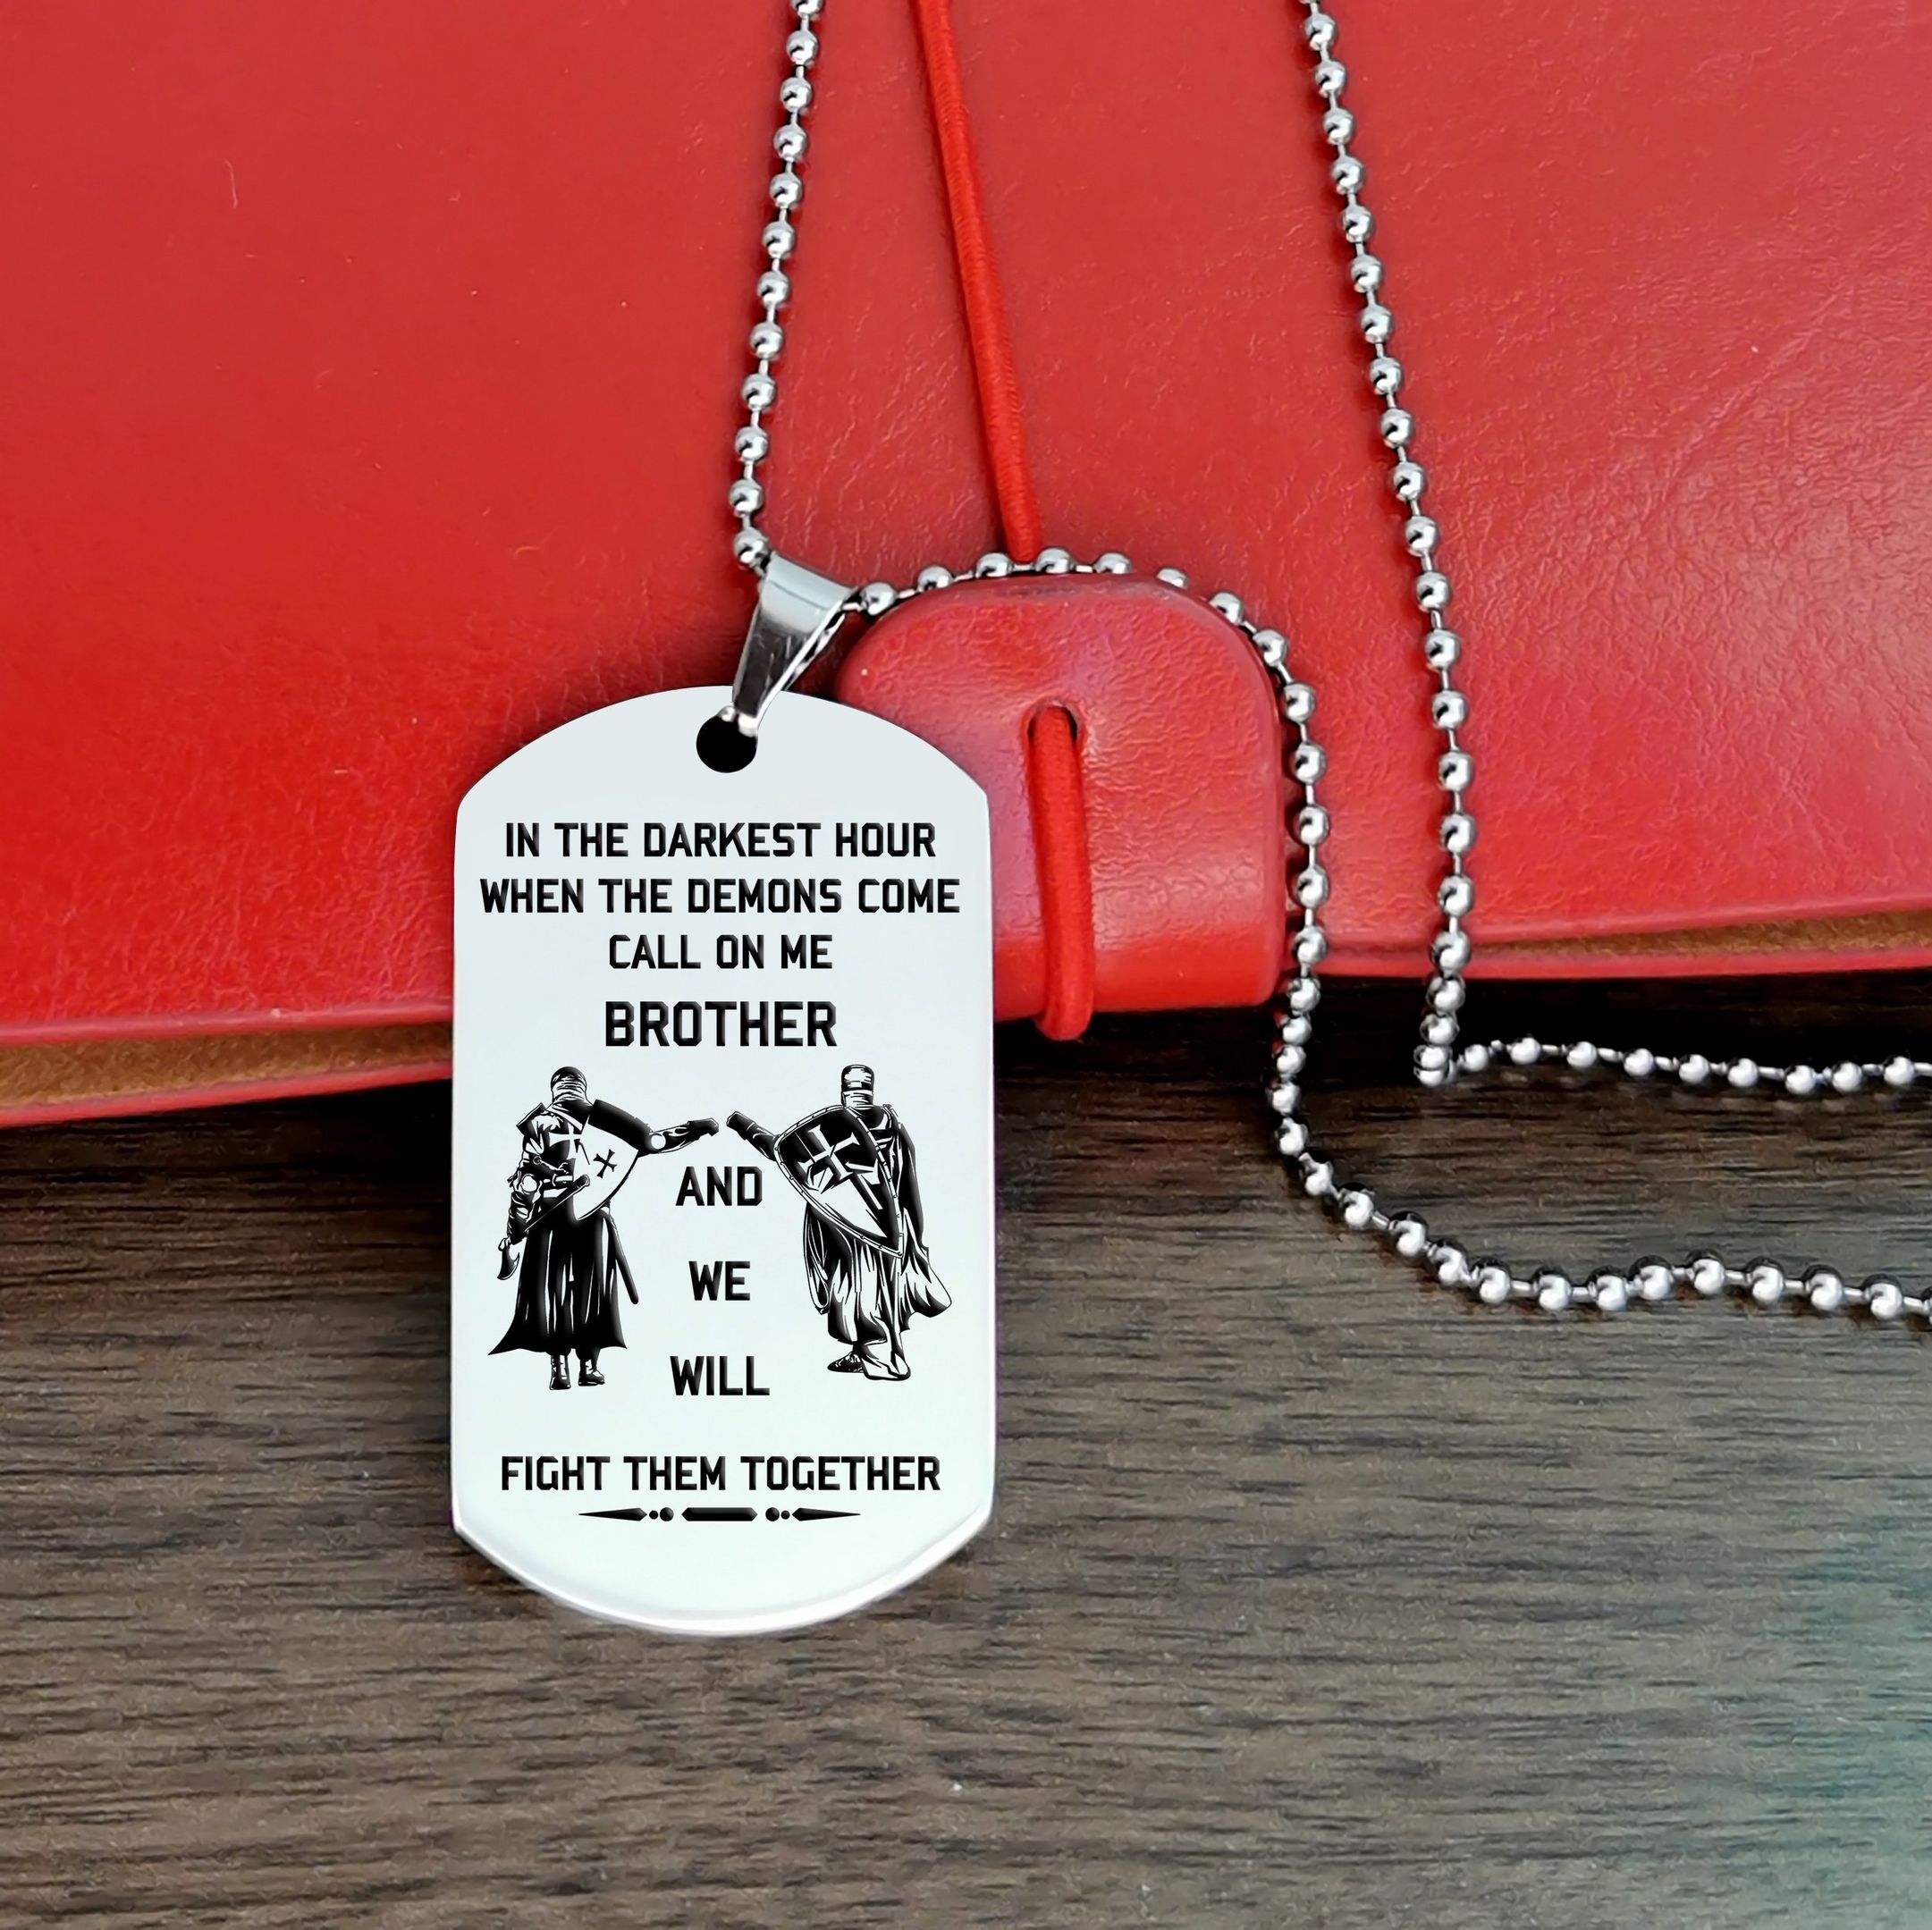 IN THE DARKEST HOUR
WHEN THE DEMONS COME
CALL ON ME
BROTHER
AND
WE
WILL
FIGHT THEM TOGETHER